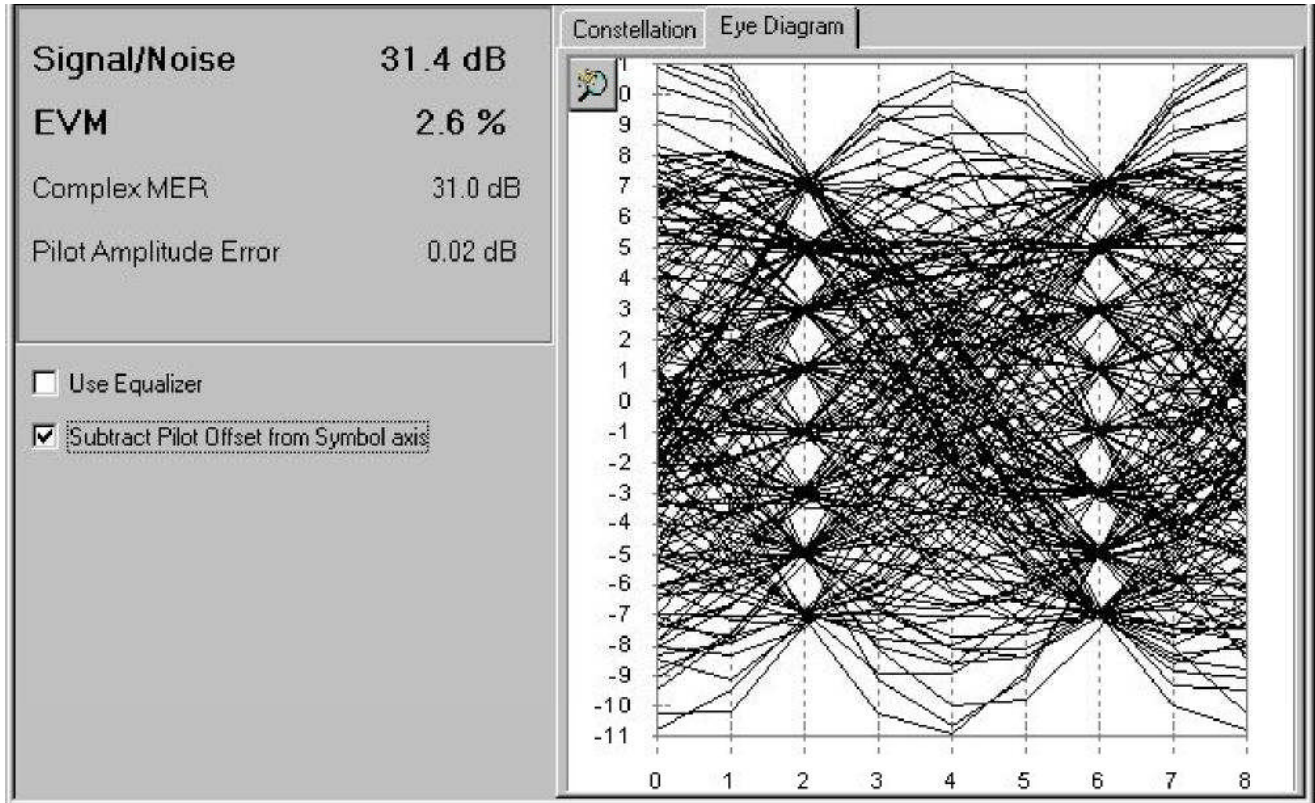 Signal/Noise 31.4 dB
EVM 2.6 %
Complex MER 31.0 dB
Pilot Amplitude Error 0.02 dB
Use Equalizer
Subtract Pilot Offset from Symbol axis
Constellation Eye Diagram
1
0
9
8
7
6
5
4
3
2
1
0
-1
-2
-3
-4
-5
-6
-7
-8
-9
-10
-11
0 1 2 3 4 5 6 7 8